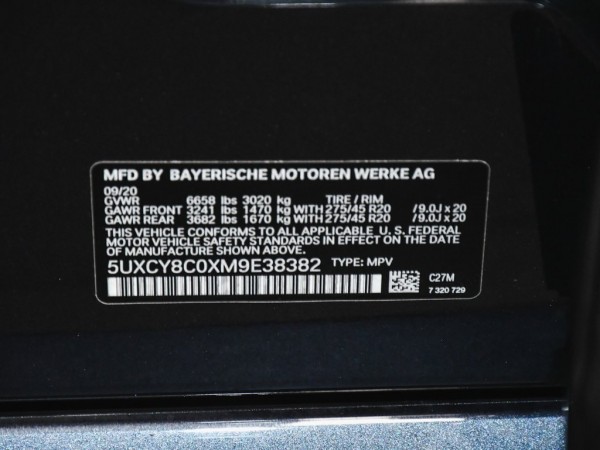 MFD BY BAYERISCHE MOTOREN WERKE AG
09/20
GVWR 6658 lbs 3020 kg TIRE / RIM
GAWR FRONT 3241 lbs 1470 kg WITH 275/45 R20 /9.0J x 20
GAWR REAR 3682 lbs 1670 kg WITH 275/45 R20 /9.0J x 20
THIS VEHICLE CONFORMS TO ALL APPLICABLE U. S. FEDERAL
MOTOR VEHICLE SAFETY STANDARDS IN EFFECT ON THE DATE
OF MANUFACTURE SHOWN ABOVE.
5UXCY8C0XM9E38382 TYPE: MPV
C27M
7 320 729